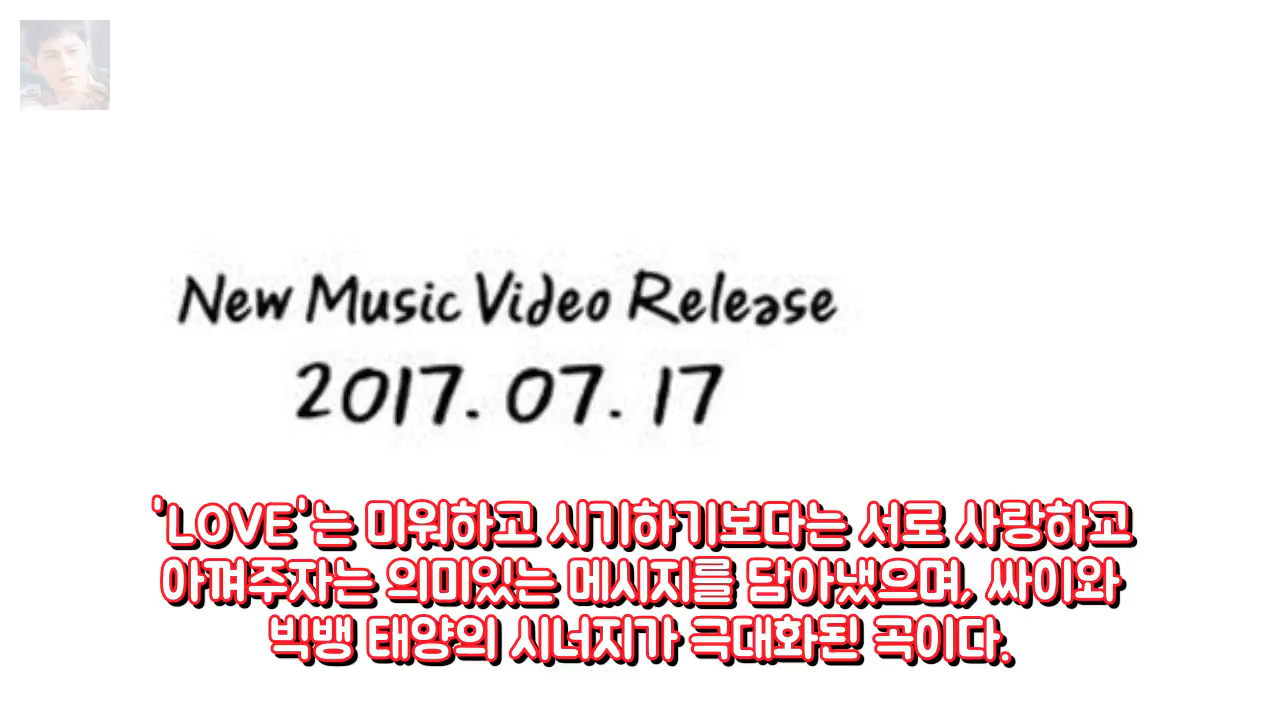 New Music Video Release
2017. 07. 17
'LOVE'는 미워하고 시기하기보다는 서로 사랑하고
아껴주자는 의미있는 메시지를 담아냈으며, 싸이와
빅뱅 태양의 시너지가 극대화된 곡이다.